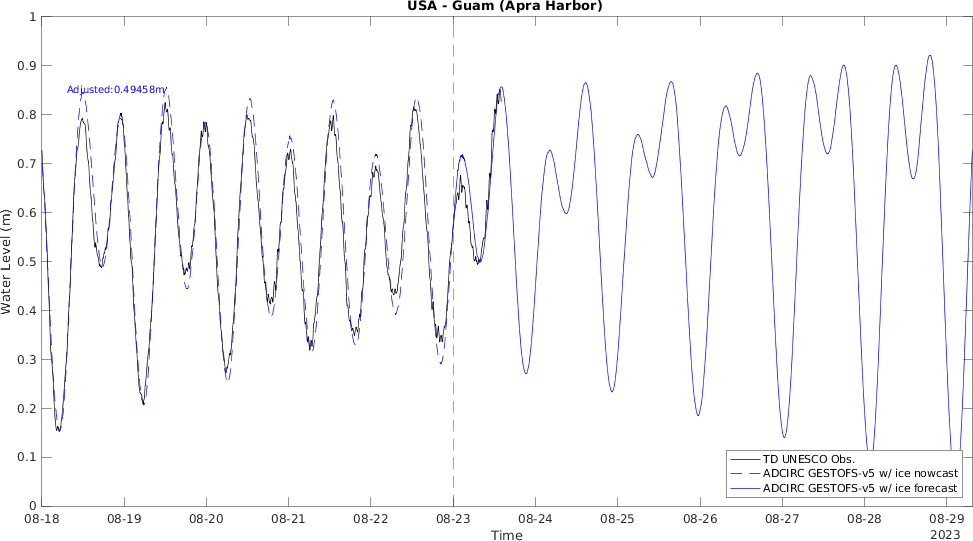 USA - Guam (Apra Harbor)
1
0.9
0.8
0.7
0.6
0.5
0.4
0.3
0.2
0.1
0
Water Level (m)
Adjusted:0.49458m
TD UNESCO Obs.
ADCIRC GESTOFS-v5 w/ ice nowcast
ADCIRC GESTOFS-v5 w/ ice forecast
08-18 08-19 08-20 08-21 08-22 08-23 08-24 08-25 08-26 08-27 08-28 08-29
2023
Time